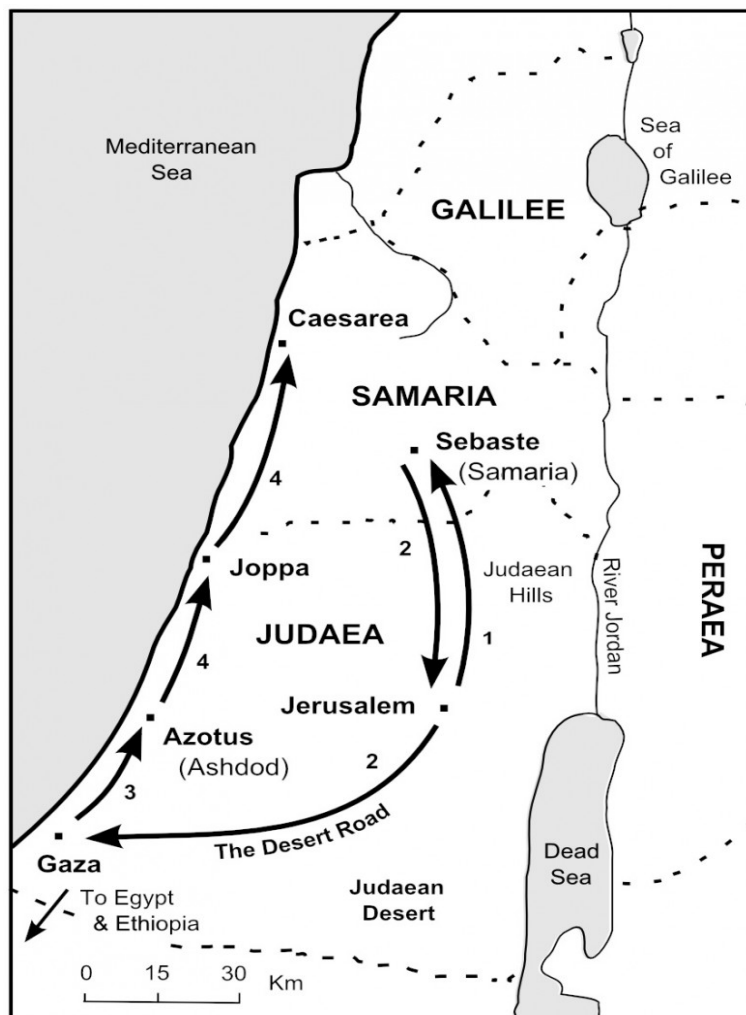 Mediterranean
Sea
Sea
of
Galilee
GALILEE
Caesarea
SAMARIA
Sebaste
(Samaria)
4
2
Joppa
Judaean
Hills
River Jordan
PERAEA
JUDAEA
1
4
Jerusalem
Azotus
(Ashdod)
2
3
The Desert Road
Gaza
Dead
Sea
To Egypt
& Ethiopia
Judaean
Desert
0 15 30
Km